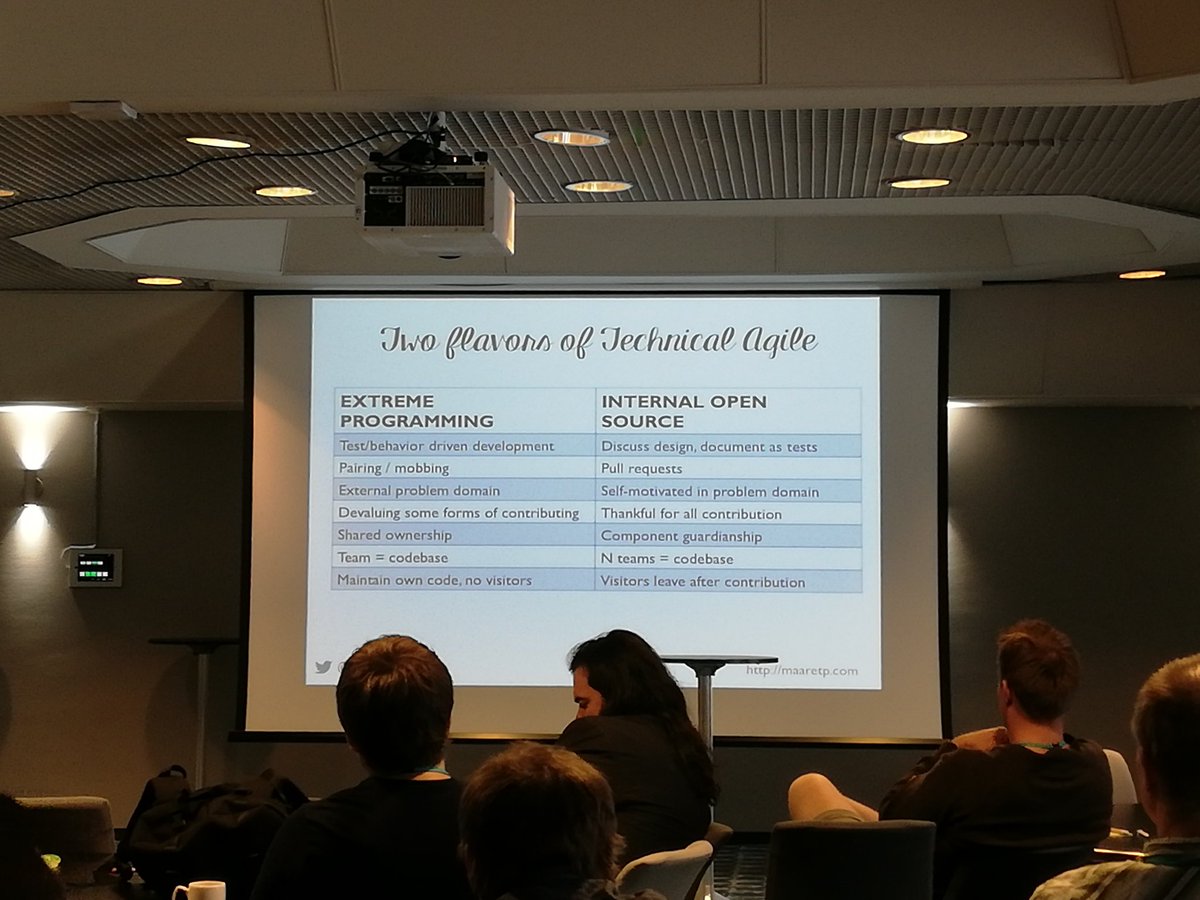 Two flavors of Technical Agile
EXTREME PROGRAMMING
INTERNAL OPEN SOURCE
Test/behavior driven development
Discuss design, document as tests
Pairing / mobbing
Pull requests
External problem domain
Self-motivated in problem domain
Devaluing some forms of contributing
Thankful for all contribution
Shared ownership
Component guardianship
Team = codebase
N teams = codebase
Maintain own code, no visitors
Visitors leave after contribution
http://maaretp.com